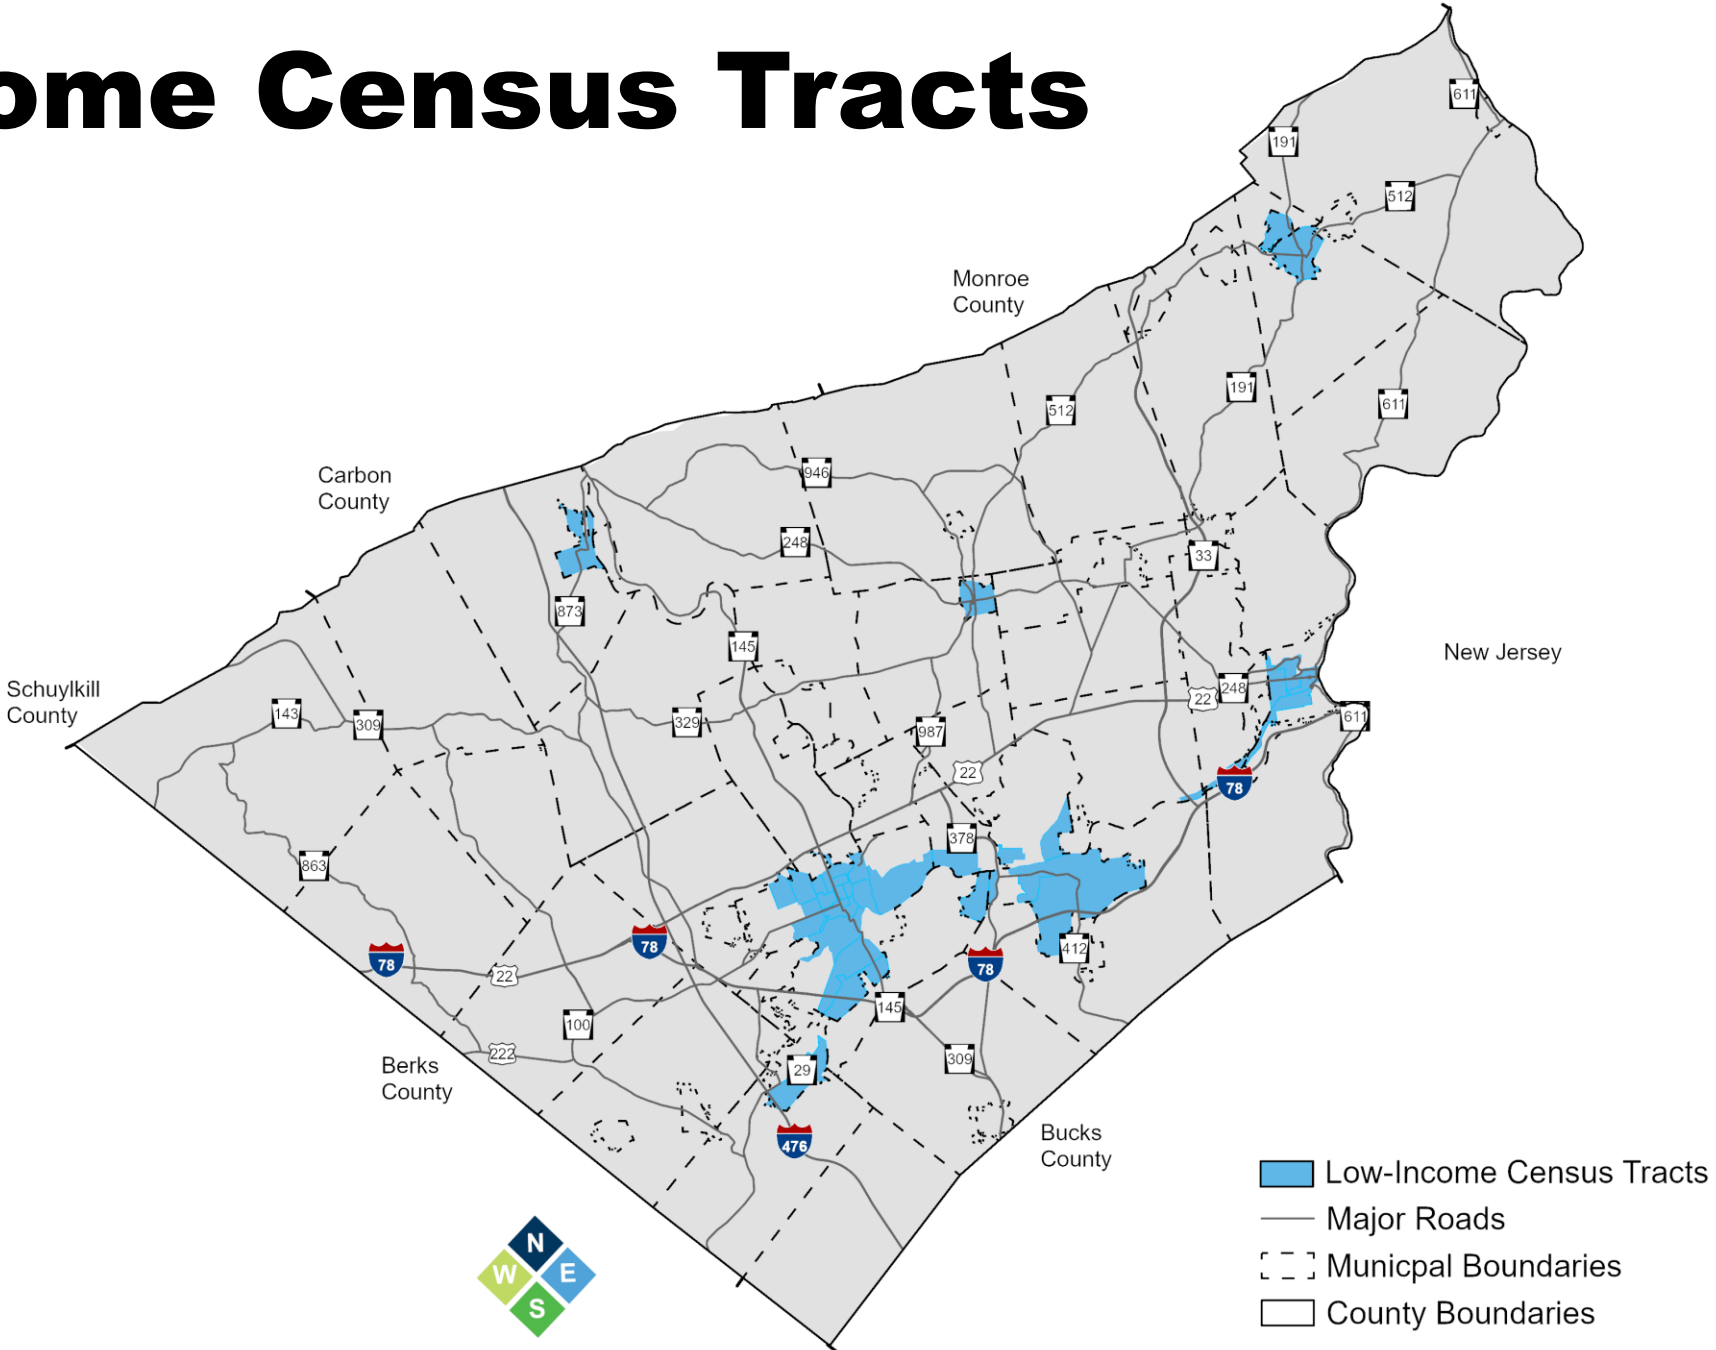 ome Census Tracts
611
191
512
Monroe
County
191
611
512
Carbon
County
946
248
33
873
145
New Jersey
Schuylkill
County
248
22
143
309
329
987
611
22
78
378
863
78
412
78
78
22
145
100
222
309
Berks
County
29
476
Bucks
County
Low-Income Census Tracts
Major Roads
Municpal Boundaries
County Boundaries
N
W
E
S